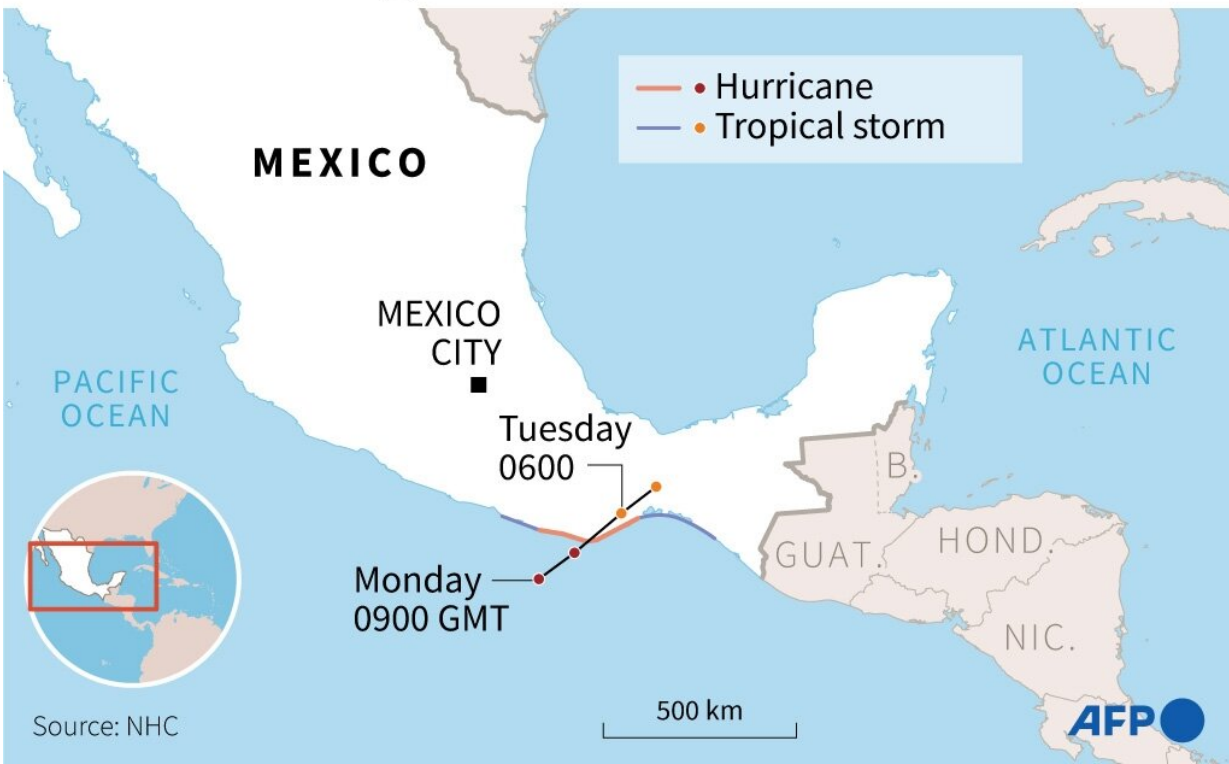 Hurricane
Tropical storm
MEXICO
MEXICO
CITY
PACIFIC
OCEAN
ATLANTIC
OCEAN
Tuesday
0600
B.
GUAT.
HOND.
Monday
0900 GMT
NIC.
500 km
Source: NHC
AFP